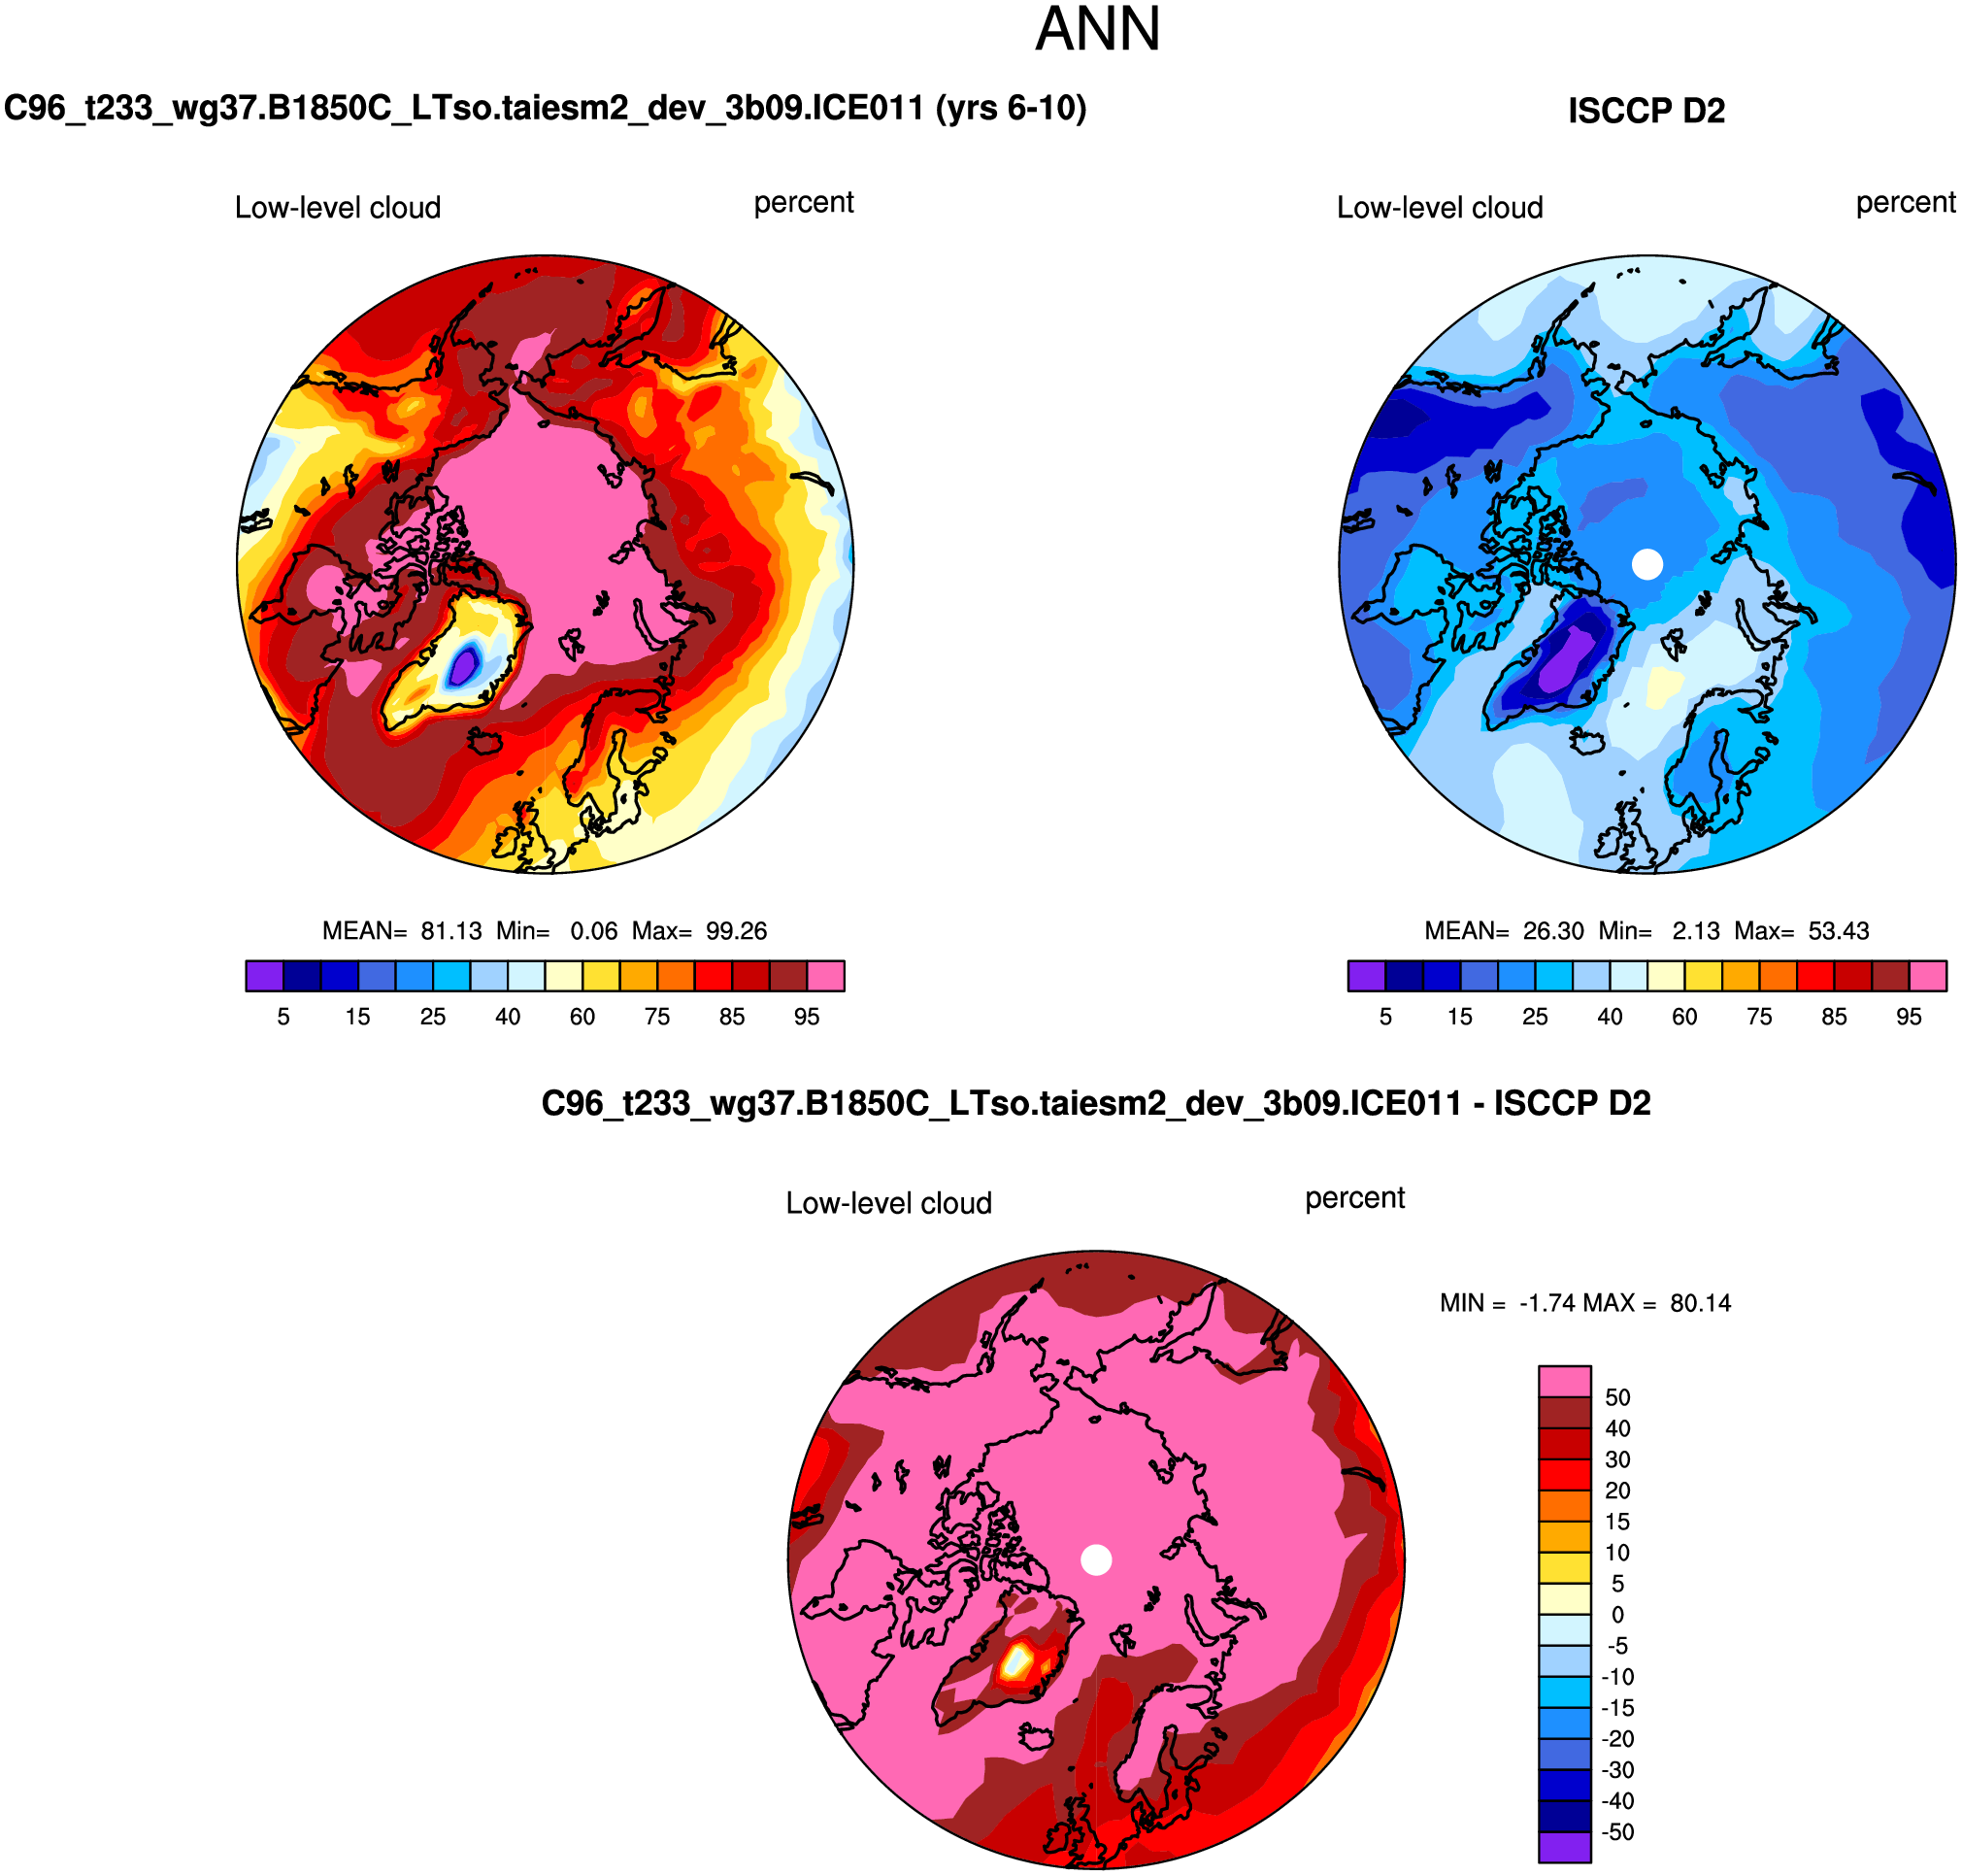 ANN
C96_t233_wg37.B1850C_LTso.taiesm2_dev_3b09.ICE011 (yrs 6-10)
ISCCP D2
Low-level cloud percent
Low-level cloud percent
MEAN= 81.13 Min= 0.06 Max= 99.26
MEAN= 26.30 Min= 2.13 Max= 53.43
5 15 25 40 60 75 85 95
5 15 25 40 60 75 85 95
C96_t233_wg37.B1850C_LTso.taiesm2_dev_3b09.ICE011 - ISCCP D2
Low-level cloud percent
MIN = -1.74 MAX = 80.14
50
40
30
20
15
10
5
0
-5
-10
-15
-20
-30
-40
-50